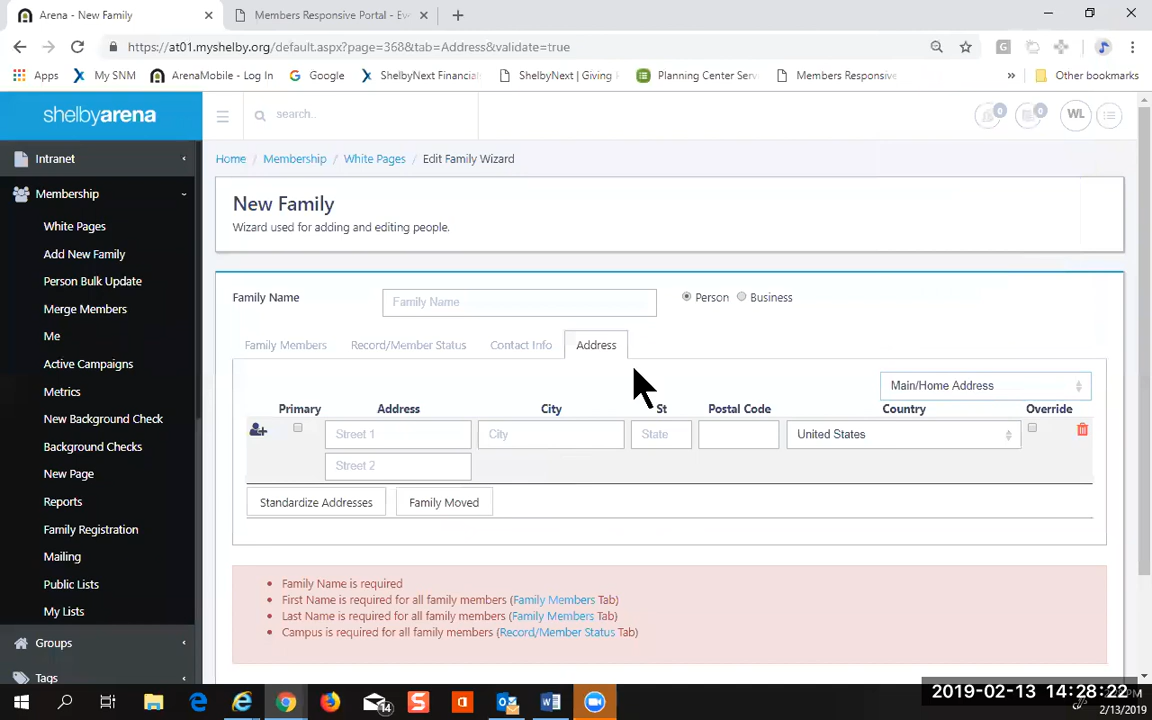 Arena - New Family
Members Responsive Portal - Ev
https://at01.myshelby.org/default.aspx?page=368&tab=Address&validate=true
Apps
My SNM
ArenaMobile - Log In
Google
ShelbyNext Financial
ShelbyNext | Giving
Planning Center Serv
Members Responsive
Other bookmarks
shelbyarena
search...
0
0
WL
Intranet
Membership
White Pages
Add New Family
Person Bulk Update
Merge Members
Me
Active Campaigns
Metrics
New Background Check
Background Checks
New Page
Reports
Family Registration
Mailing
Public Lists
My Lists
Groups
Tags
Home / Membership / White Pages / Edit Family Wizard
New Family
Wizard used for adding and editing people.
Family Name
Family Name
Person
Business
Family Members
Record/Member Status
Contact Info
Address
Main/Home Address
Primary
Address
City
St
Postal Code
Country
Override
Street 1
City
State
United States
Street 2
Standardize Addresses
Family Moved
Family Name is required
First Name is required for all family members (Family Members Tab)
Last Name is required for all family members (Family Members Tab)
Campus is required for all family members (Record/Member Status Tab)
14
2019-02-13 14:28:22
PM
2/13/2019